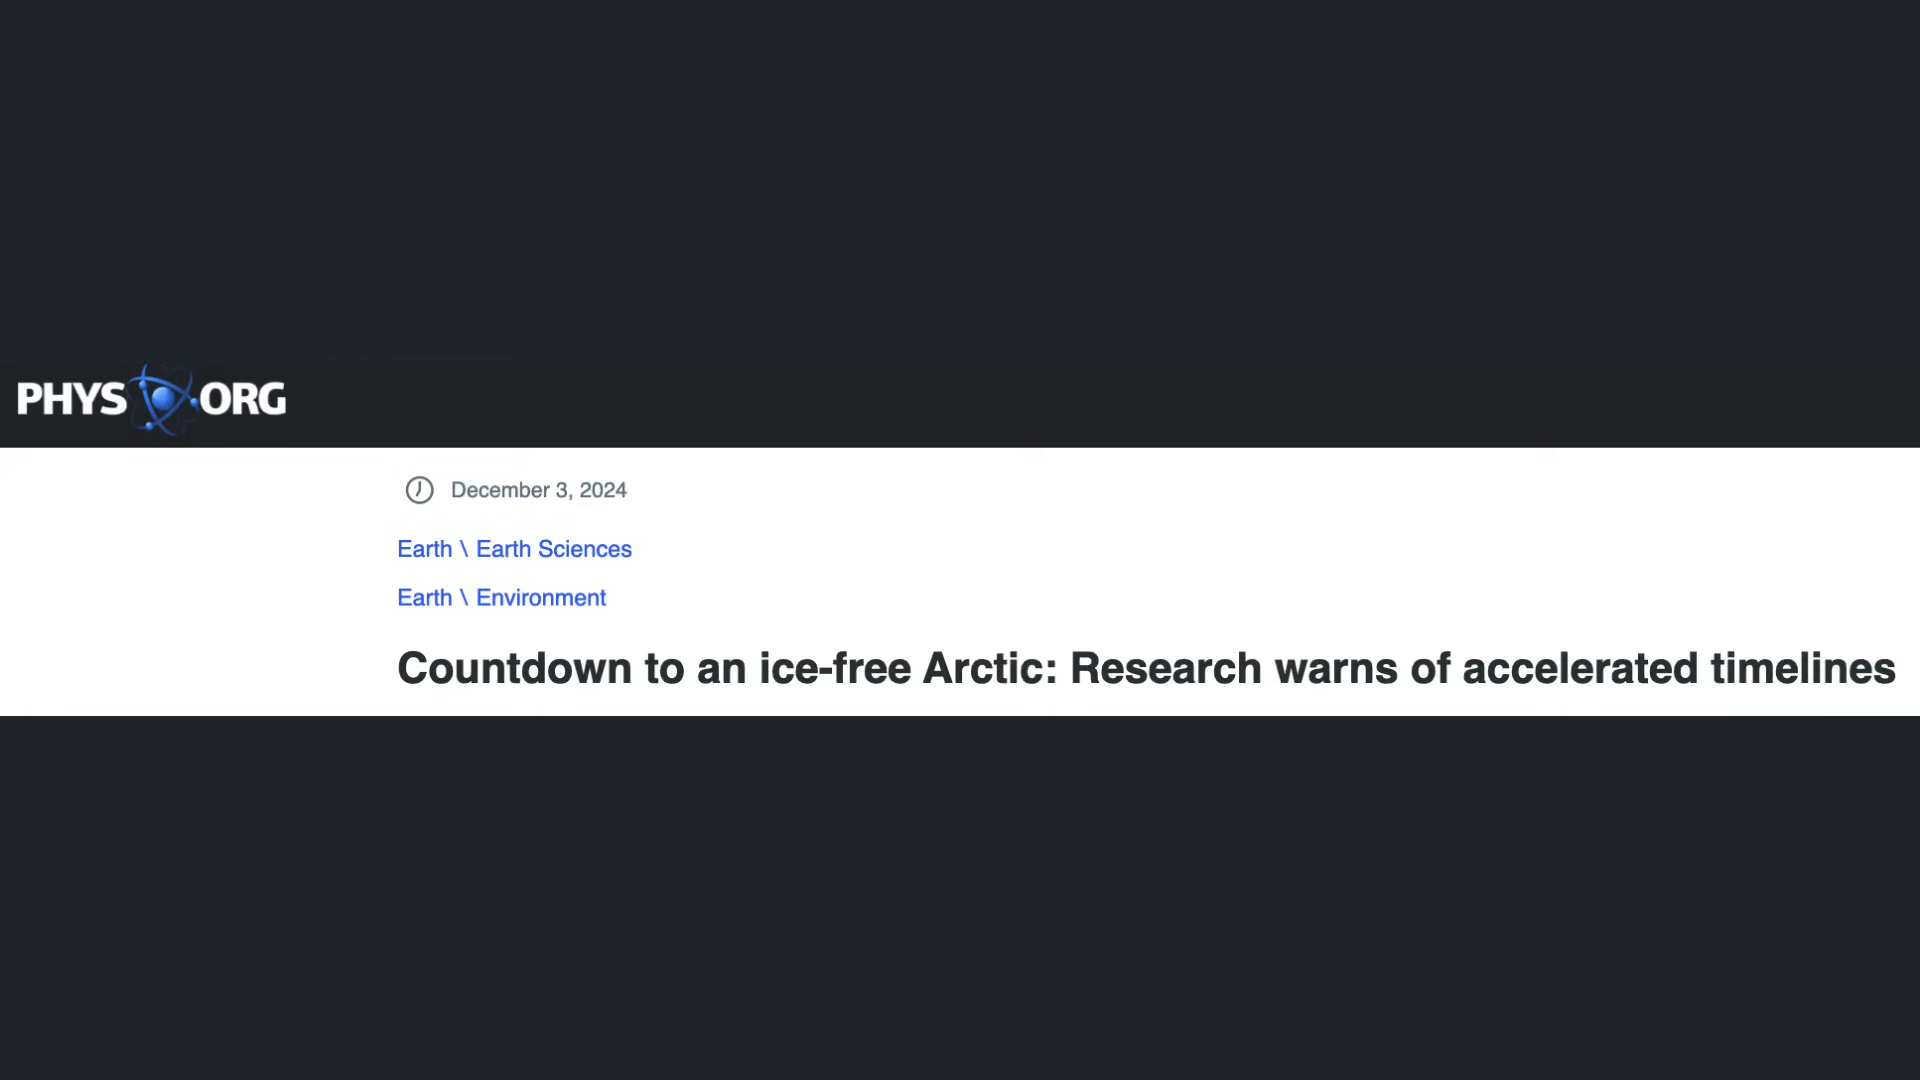 PHYS ORG
December 3, 2024
Earth \ Earth Sciences
Earth \ Environment
Countdown to an ice-free Arctic: Research warns of accelerated timelines